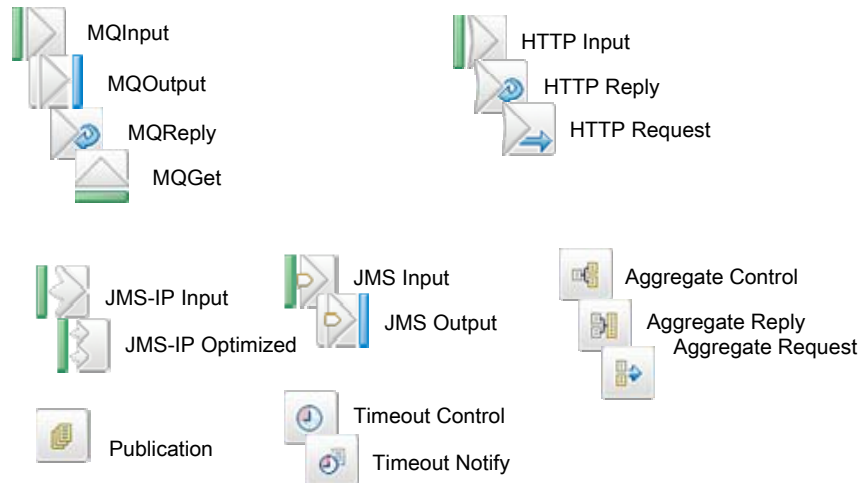 MQInput
HTTP Input
MQOutput
HTTP Reply
MQReply
HTTP Request
MQGet
JMS-IP Input
JMS Input
Aggregate Control
JMS-IP Optimized
JMS Output
Aggregate Reply
Aggregate Request
Publication
Timeout Control
Timeout Notify